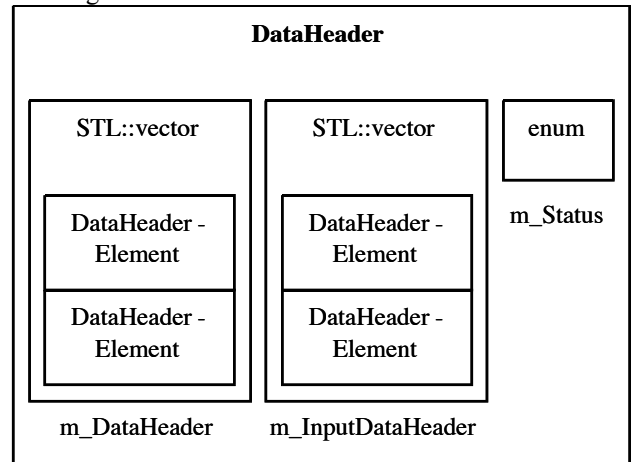 DataHeader
STL::vector
STL::vector
enum
DataHeader -
Element
DataHeader -
Element
m_Status
DataHeader -
Element
DataHeader -
Element
m_DataHeader
m_InputDataHeader